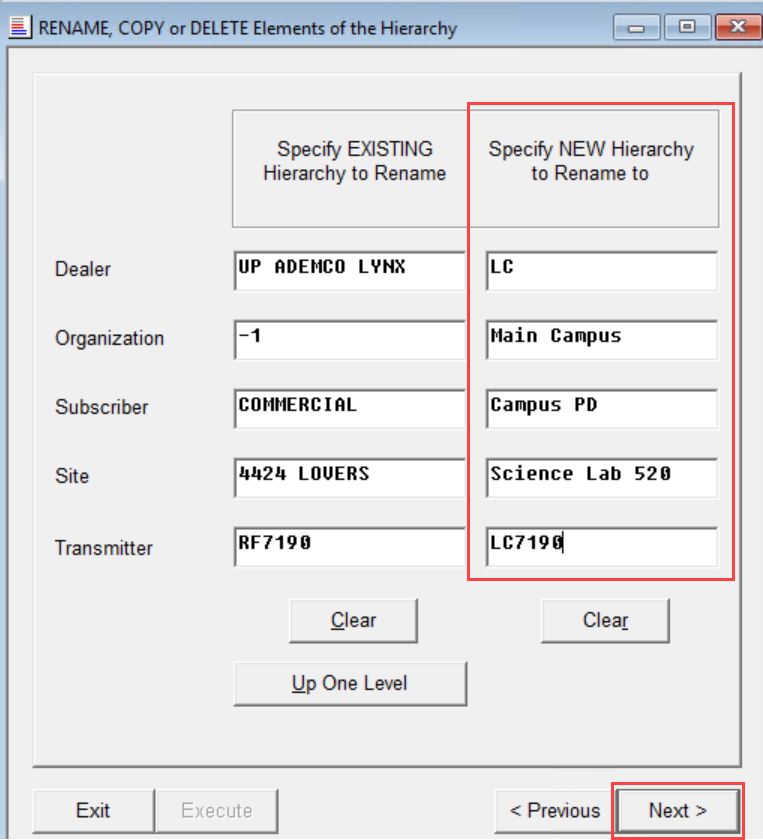 RENAME, COPY or DELETE Elements of the Hierarchy
Specify EXISTING
Hierarchy to Rename
Specify NEW Hierarchy
to Rename to
Dealer
UP ADEMCO LYNX
LC
Organization
-1
Main Campus
Subscriber
COMMERCIAL
Campus PD
Site
4424 LOVERS
Science Lab 520
Transmitter
RF7190
LC7190
Clear
Clear
Up One Level
Exit
Execute
< Previous
Next >